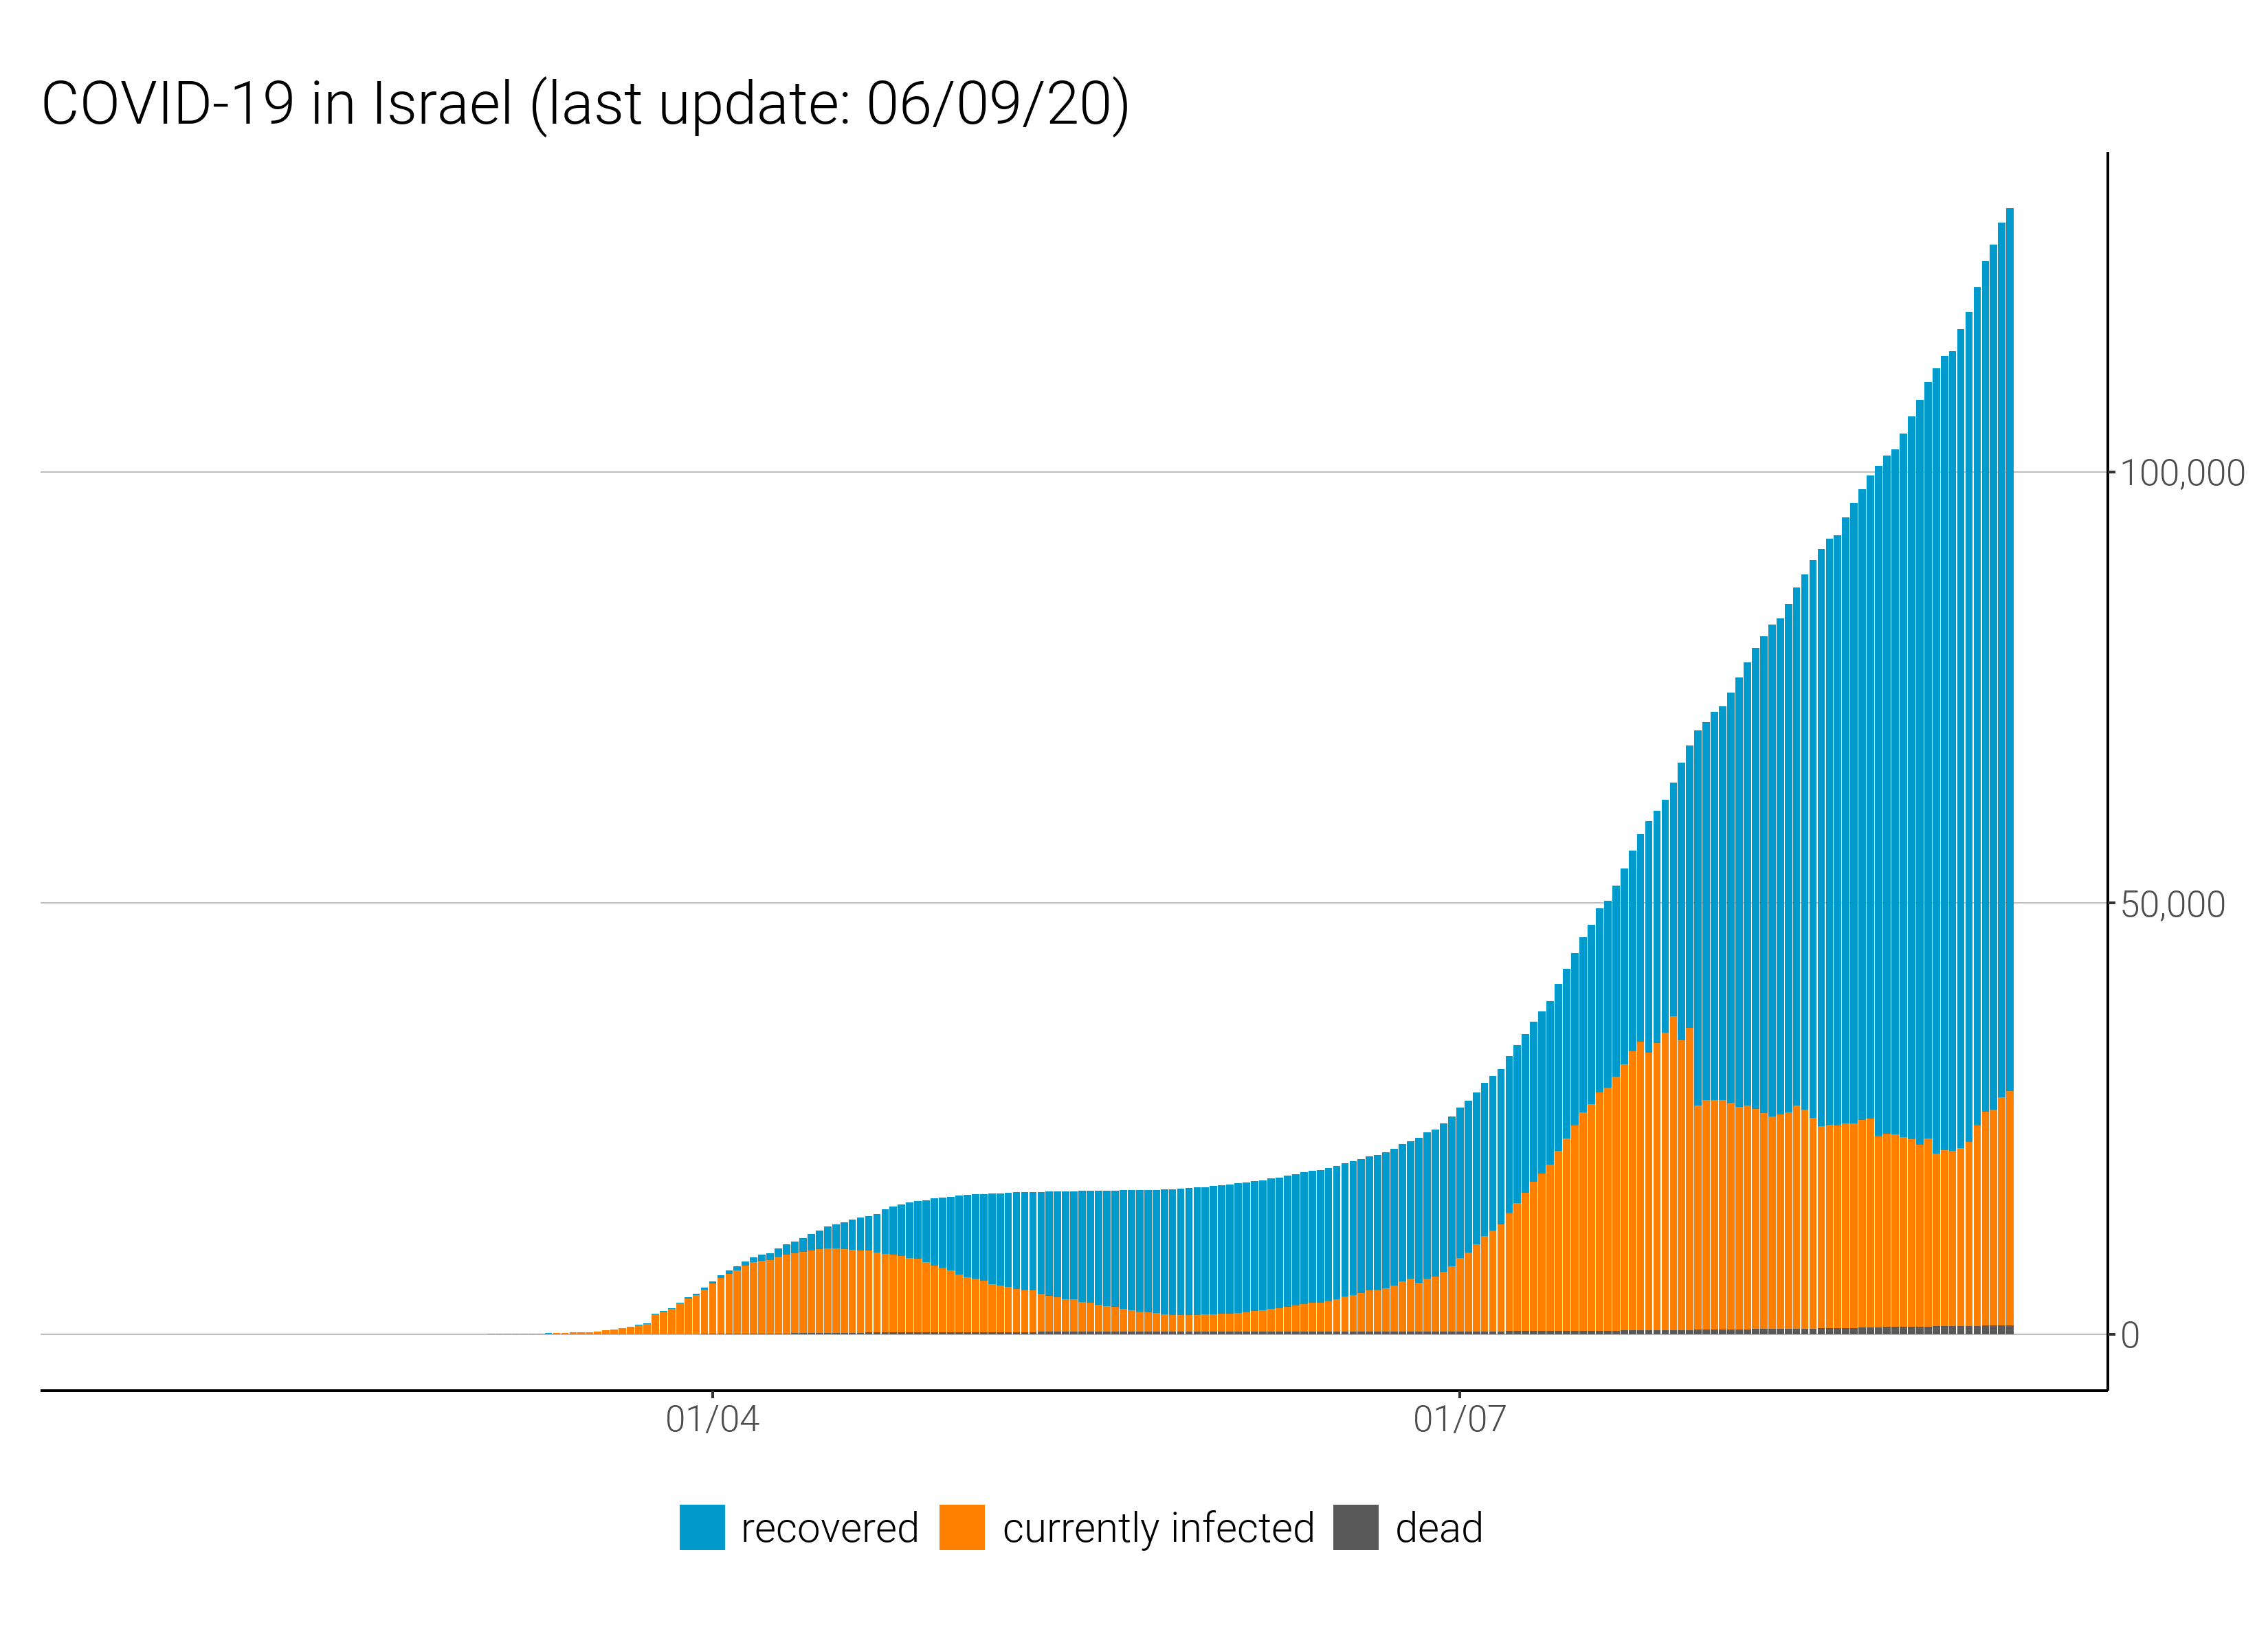 COVID-19 in Israel (last update: 06/09/20)
100,000
50,000
0
01/04 01/07
recovered currently infected dead